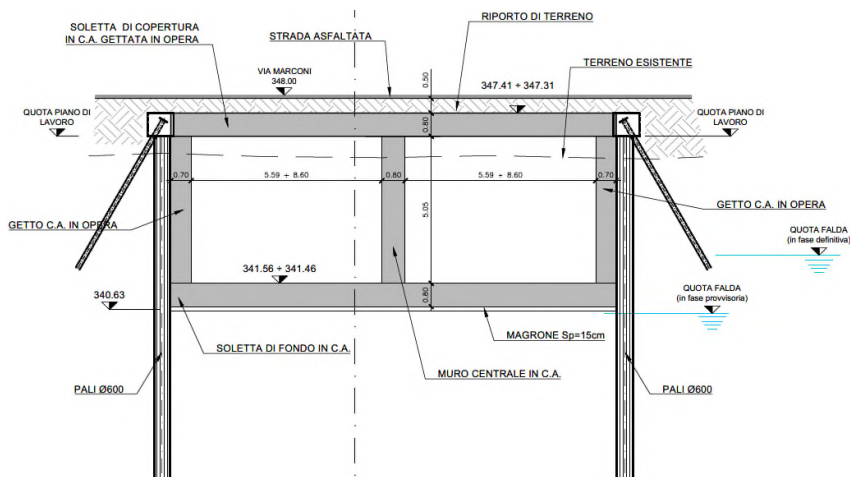 SOLETTA DI COPERTURA
IN C.A. GETTATA IN OPERA
STRADA ASFALTATA
RIPORTO DI TERRENO
TERRENO ESISTENTE
VIA MARCONI
348.00
347.41 ÷ 347.31
0.50
QUOTA PIANO DI
LAVORO
QUOTA PIANO DI
LAVORO
0.80
0.70
5.59 ÷ 8.60
0.80
5.59 ÷ 8.60
0.70
5.05
GETTO C.A. IN OPERA
GETTO C.A. IN OPERA
QUOTA FALDA
(in fase definitiva)
341.56 ÷ 341.46
340.63
0.80
QUOTA FALDA
(in fase provvisoria)
SOLETTA DI FONDO IN C.A.
MAGRONE Sp=15cm
MURO CENTRALE IN C.A.
PALI Ø600
PALI Ø600